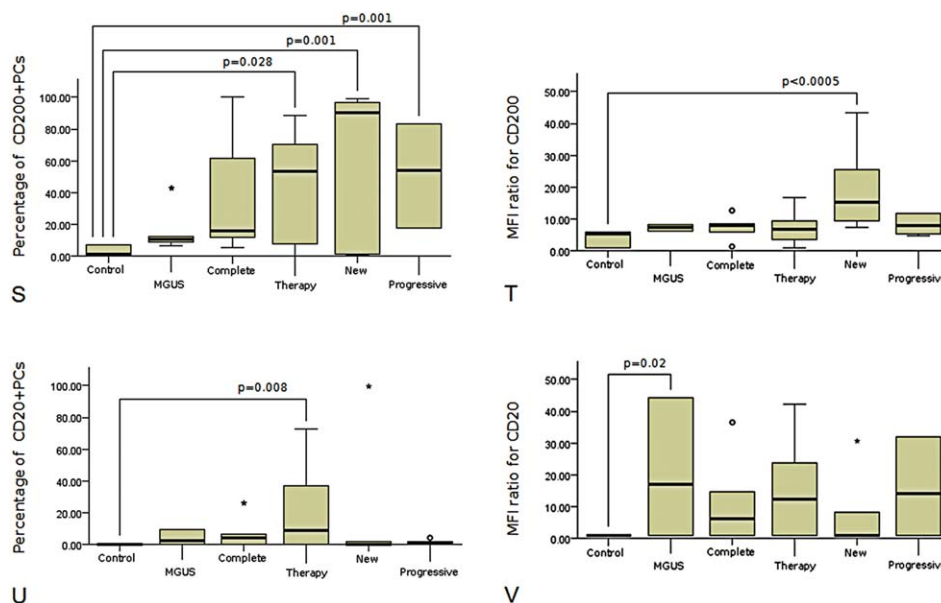 p=0.001
p=0.001
p=0.028
Percentage of CD200+PCs
100.00
80.00
60.00
40.00
20.00
0.00
Control
MGUS
Complete
Therapy
New
Progressive
S
p<0.0005
MFI ratio for CD200
50.00
40.00
30.00
20.00
10.00
0.00
Control
MGUS
Complete
Therapy
New
Progressive
T
p=0.008
Percentage of CD20+PCs
100.00
80.00
60.00
40.00
20.00
0.00
Control
MGUS
Complete
Therapy
New
Progressive
U
p=0.02
MFI ratio for CD20
50.00
40.00
30.00
20.00
10.00
0.00
Control
MGUS
Complete
Therapy
New
Progressive
V